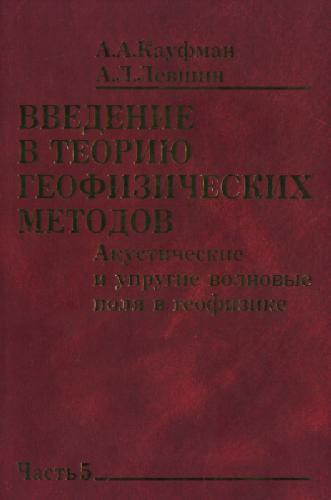 А.А.Кауфман
А.Л.Левшин
ВВЕДЕНИЕ
В ТЕОРИЮ
ГЕОФИЗИЧЕСКИХ
МЕТОДОВ
Акустические
и упругие волновые
поля в геофизике
Часть 5